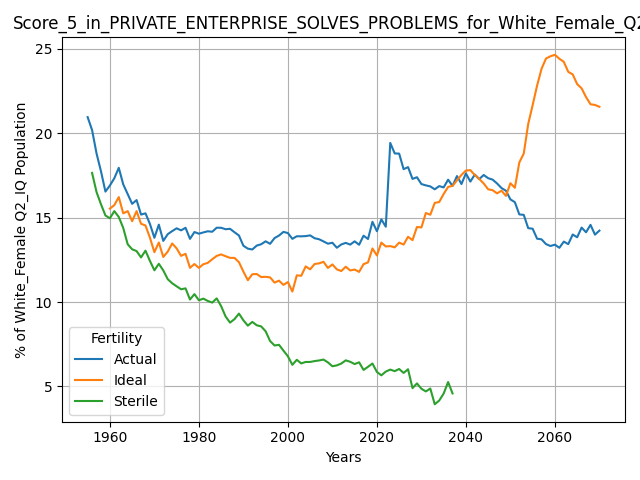 Score_5_in_PRIVATE_ENTERPRISE_SOLVES_PROBLEMS_for_White_Female_Q2
25
20
15
10
5
% of White_Female Q2_IQ Population
Fertility
Actual
Ideal
Sterile
1960 1980 2000 2020 2040 2060
Years